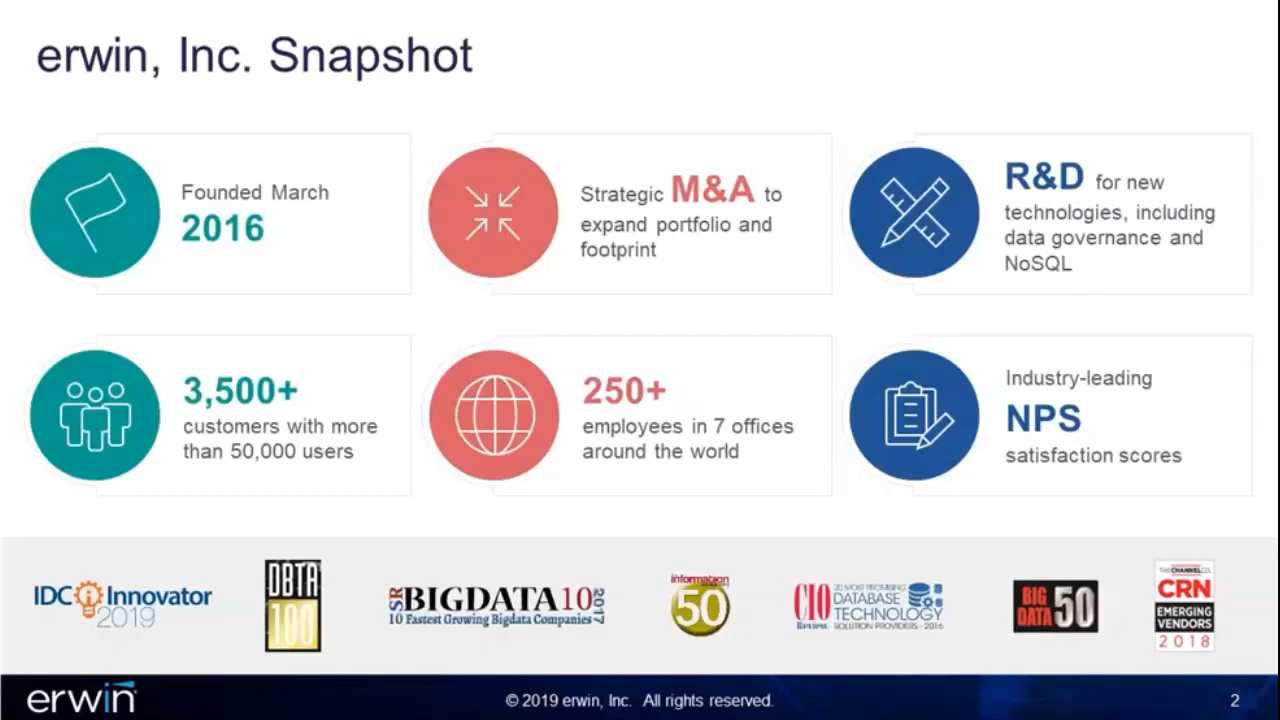 erwin, Inc. Snapshot
Founded March
2016
Strategic M&A to
expand portfolio and
footprint
R&D for new
technologies, including
data governance and
NoSQL
3,500+
customers with more
than 50,000 users
250+
employees in 7 offices
around the world
Industry-leading
NPS
satisfaction scores
IDC Innovator
2019
DBTA
100
SR BIGDATA10 2017
10 Fastest Growing Bigdata Companies
information
50
CIO
Review
20 MOST PROMISING
DATABASE
TECHNOLOGY
SOLUTION PROVIDERS - 2016
BIG
DATA 50
THE CHANNEL CO.
CRN
EMERGING
VENDORS
2018
erwin
© 2019 erwin, Inc. All rights reserved.
2